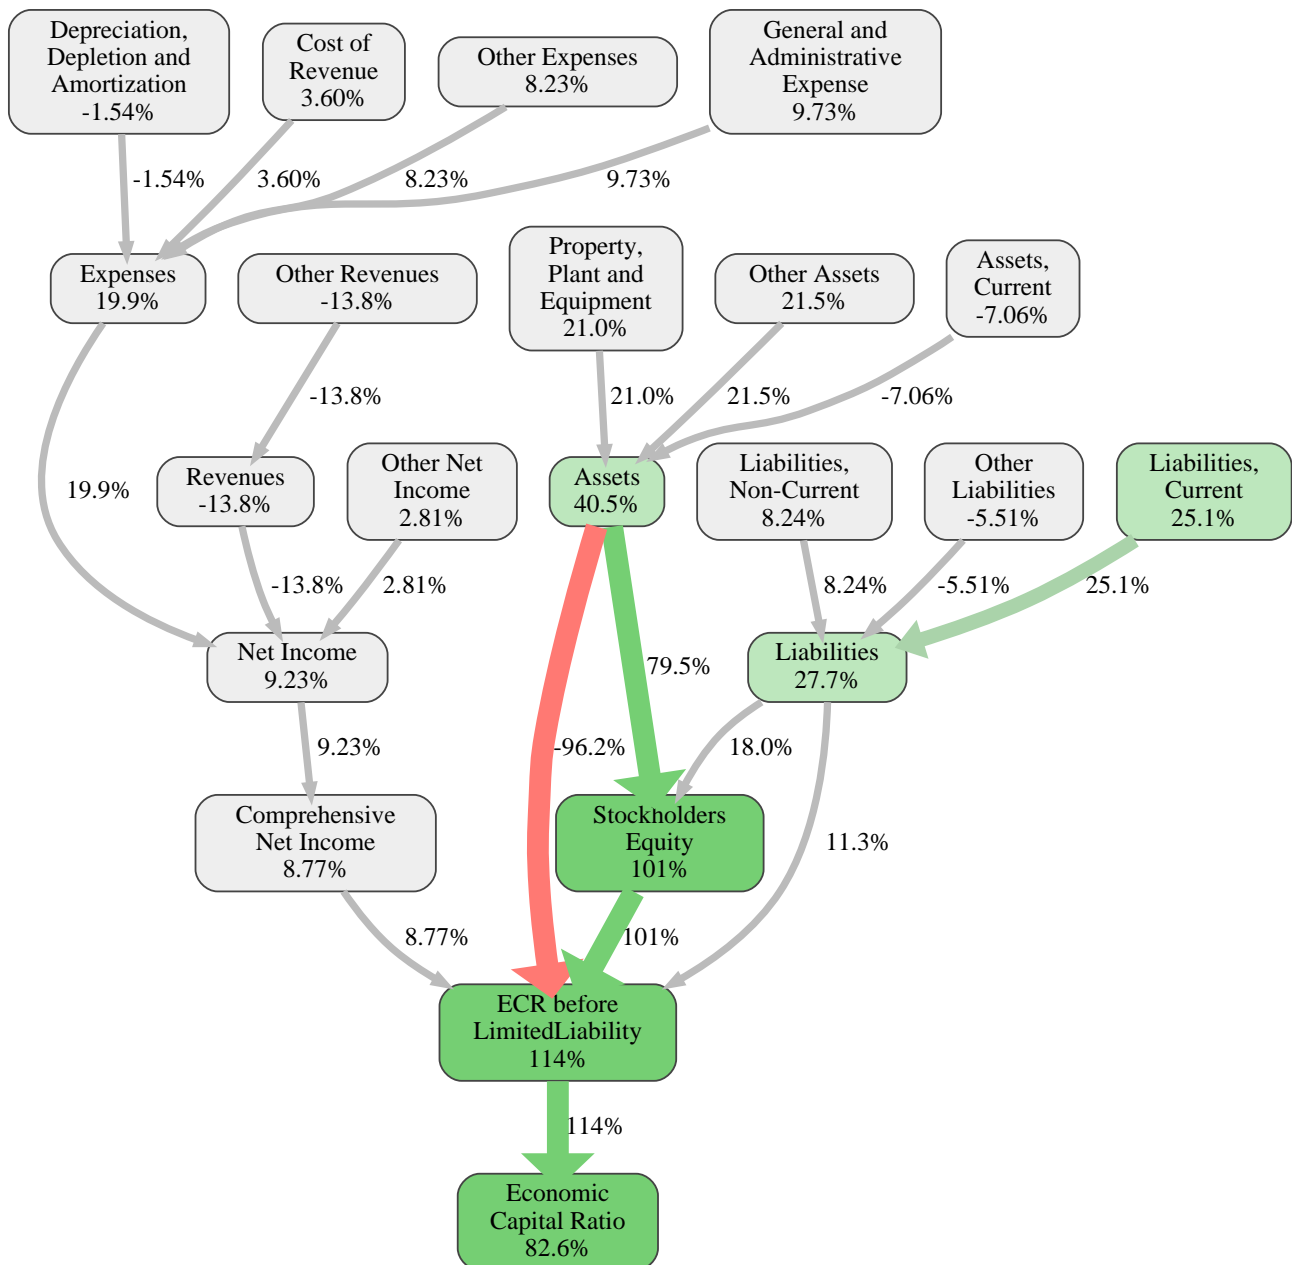 Depreciation,
Depletion and
Amortization
-1.54%
Cost of
Revenue
3.60%
Other Expenses
8.23%
General and
Administrative
Expense
9.73%
-1.54%
3.60%
8.23%
9.73%
Expenses
19.9%
Other Revenues
-13.8%
Property,
Plant and
Equipment
21.0%
Other Assets
21.5%
Assets,
Current
-7.06%
-13.8%
21.0%
21.5%
-7.06%
19.9%
Revenues
-13.8%
Other Net
Income
2.81%
Assets
40.5%
Liabilities,
Non-Current
8.24%
Other
Liabilities
-5.51%
Liabilities,
Current
25.1%
-13.8%
2.81%
8.24%
-5.51%
25.1%
Net Income
9.23%
79.5%
Liabilities
27.7%
9.23%
-96.2%
18.0%
Comprehensive
Net Income
8.77%
Stockholders
Equity
101%
11.3%
8.77%
101%
ECR before
LimitedLiability
114%
114%
Economic
Capital Ratio
82.6%